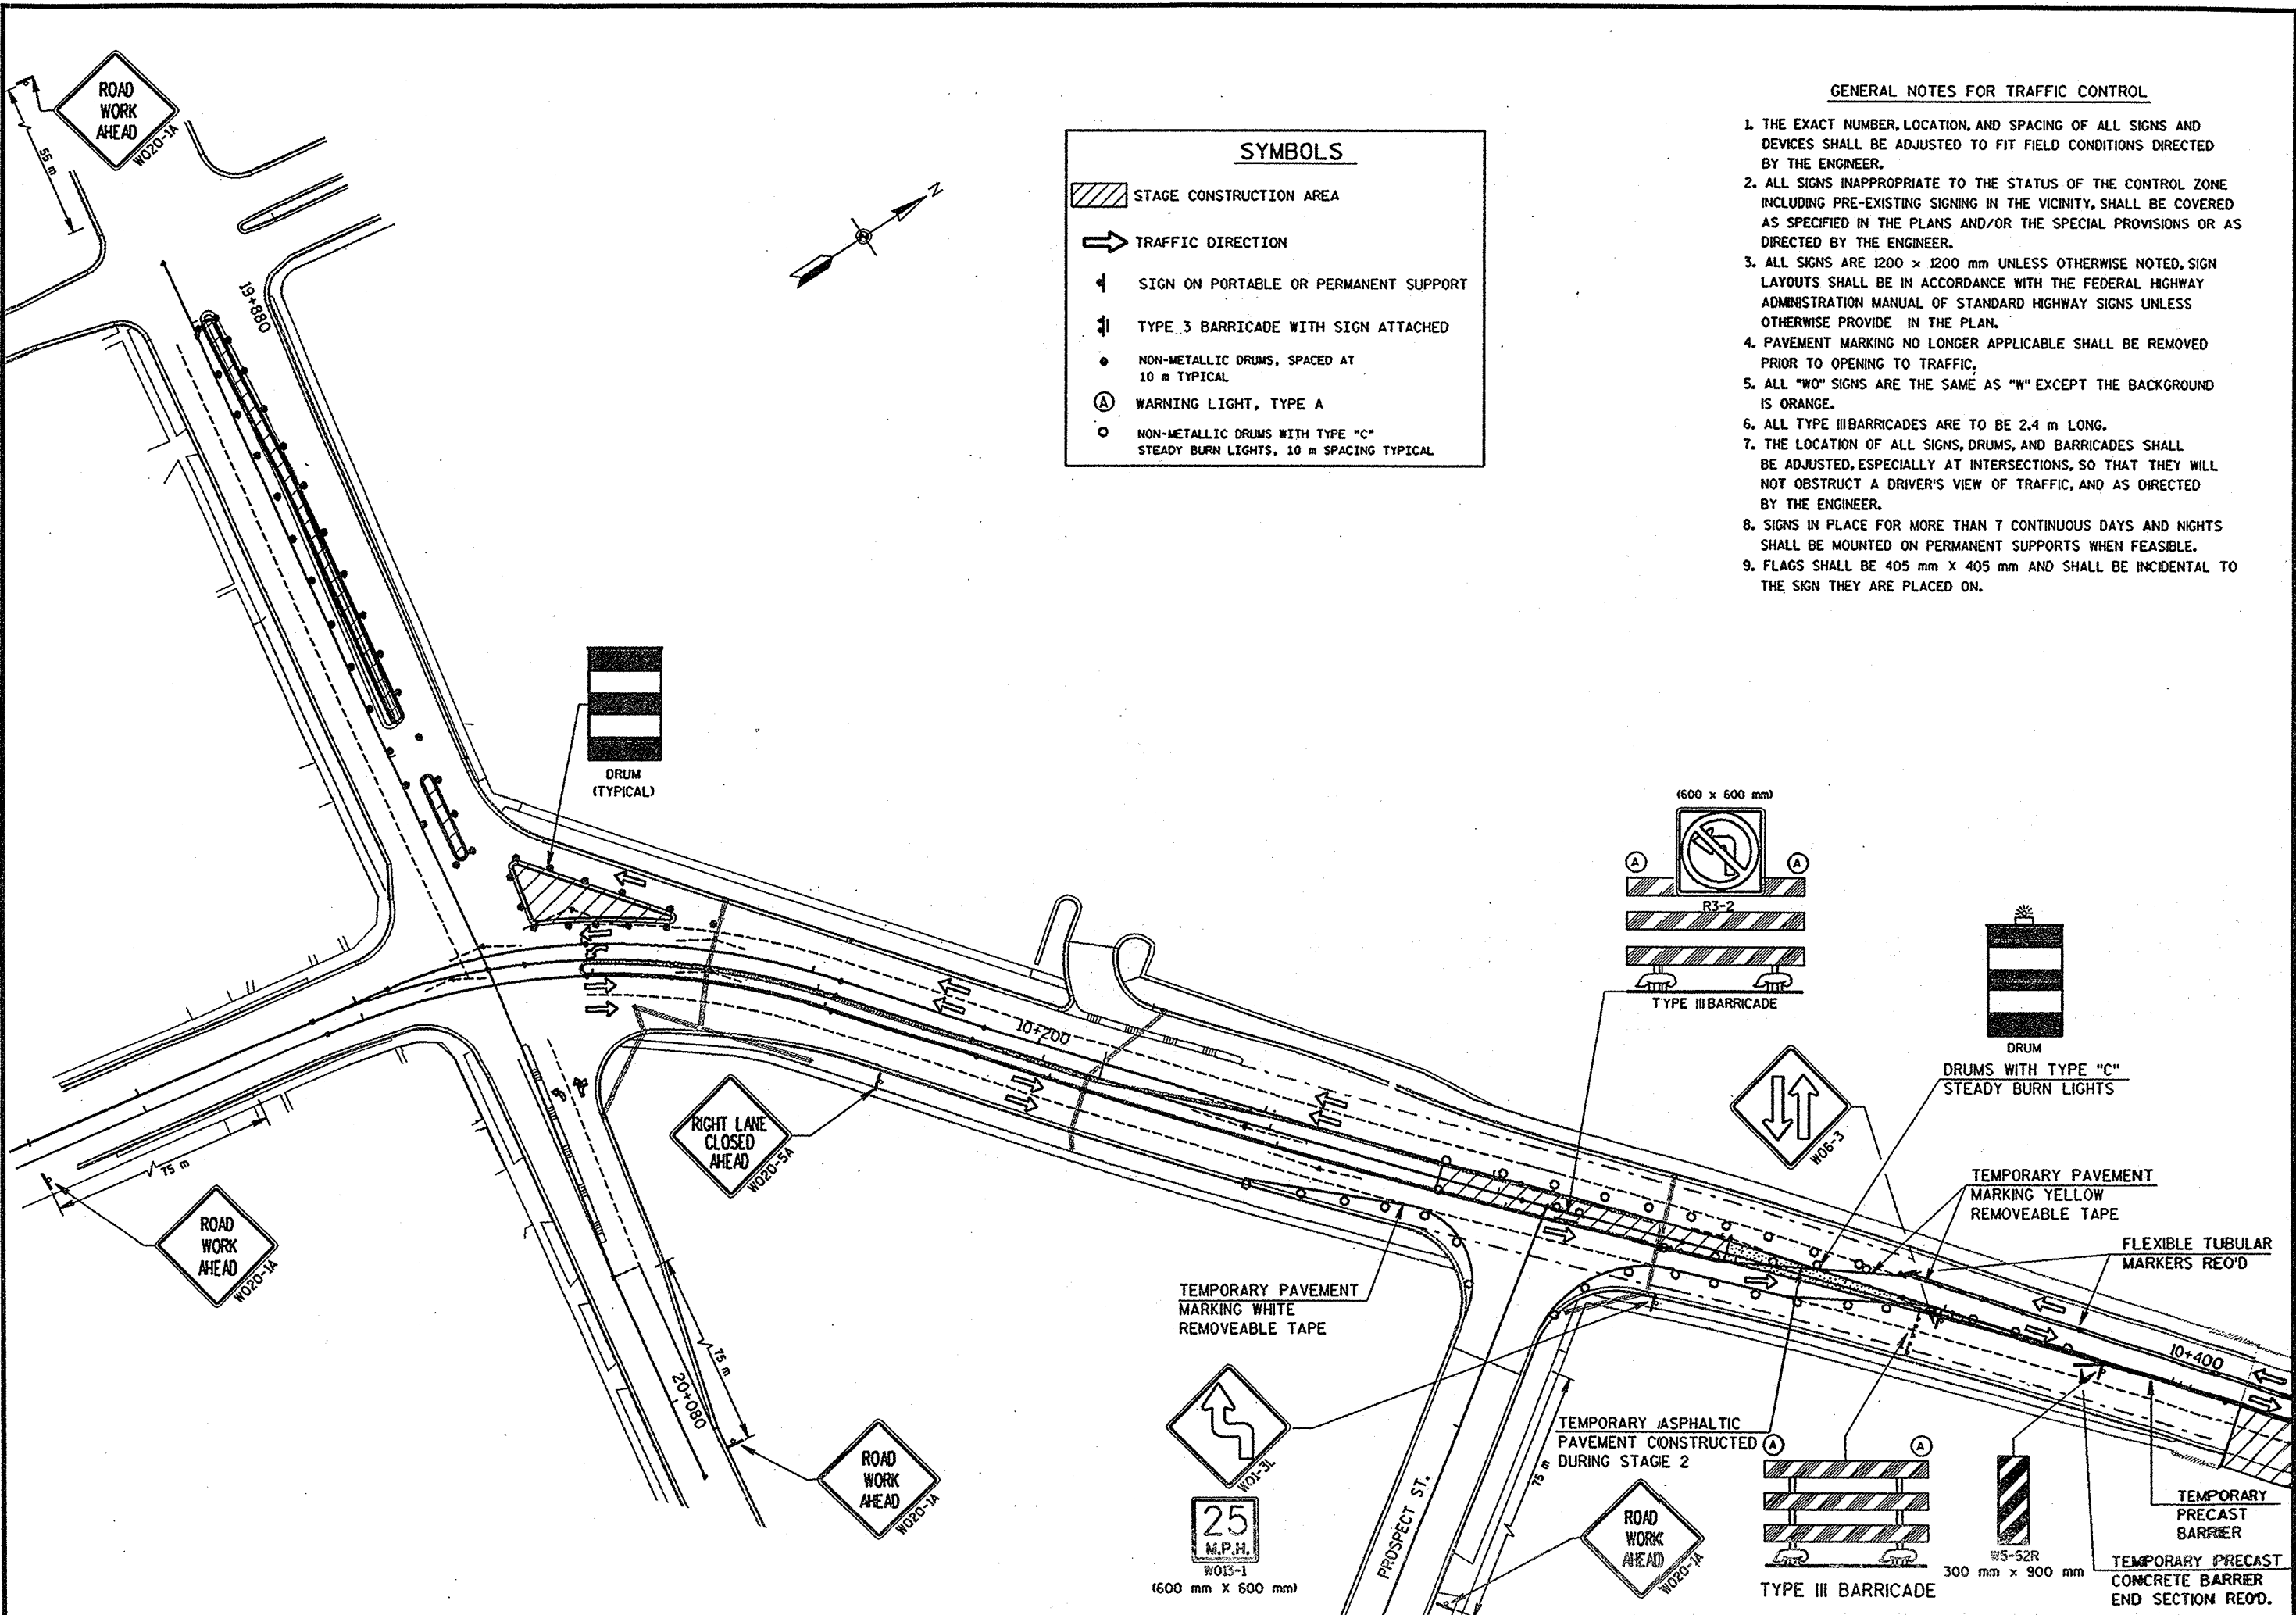 ROAD
WORK
AHEAD
WO20-1A
55 m
19+880
SYMBOLS
STAGE CONSTRUCTION AREA
TRAFFIC DIRECTION
SIGN ON PORTABLE OR PERMANENT SUPPORT
TYPE 3 BARRICADE WITH SIGN ATTACHED
NON-METALLIC DRUMS, SPACED AT
10 m TYPICAL
A WARNING LIGHT, TYPE A
NON-METALLIC DRUMS WITH TYPE "C"
STEADY BURN LIGHTS, 10 m SPACING TYPICAL
N
GENERAL NOTES FOR TRAFFIC CONTROL
1. THE EXACT NUMBER, LOCATION, AND SPACING OF ALL SIGNS AND
DEVICES SHALL BE ADJUSTED TO FIT FIELD CONDITIONS DIRECTED
BY THE ENGINEER.
2. ALL SIGNS INAPPROPRIATE TO THE STATUS OF THE CONTROL ZONE
INCLUDING PRE-EXISTING SIGNING IN THE VICINITY, SHALL BE COVERED
AS SPECIFIED IN THE PLANS AND/OR THE SPECIAL PROVISIONS OR AS
DIRECTED BY THE ENGINEER.
3. ALL SIGNS ARE 1200 x 1200 mm UNLESS OTHERWISE NOTED, SIGN
LAYOUTS SHALL BE IN ACCORDANCE WITH THE FEDERAL HIGHWAY
ADMINISTRATION MANUAL OF STANDARD HIGHWAY SIGNS UNLESS
OTHERWISE PROVIDE IN THE PLAN.
4. PAVEMENT MARKING NO LONGER APPLICABLE SHALL BE REMOVED
PRIOR TO OPENING TO TRAFFIC.
5. ALL "WO" SIGNS ARE THE SAME AS "W" EXCEPT THE BACKGROUND
IS ORANGE.
6. ALL TYPE III BARRICADES ARE TO BE 2.4 m LONG.
7. THE LOCATION OF ALL SIGNS, DRUMS, AND BARRICADES SHALL
BE ADJUSTED, ESPECIALLY AT INTERSECTIONS, SO THAT THEY WILL
NOT OBSTRUCT A DRIVER'S VIEW OF TRAFFIC, AND AS DIRECTED
BY THE ENGINEER.
8. SIGNS IN PLACE FOR MORE THAN 7 CONTINUOUS DAYS AND NIGHTS
SHALL BE MOUNTED ON PERMANENT SUPPORTS WHEN FEASIBLE.
9. FLAGS SHALL BE 405 mm X 405 mm AND SHALL BE INCIDENTAL TO
THE SIGN THEY ARE PLACED ON.
DRUM
(TYPICAL)
(600 x 600 mm)
A
A
R3-2
TYPE III BARRICADE
DRUM
DRUMS WITH TYPE "C"
STEADY BURN LIGHTS
WO6-3
TEMPORARY PAVEMENT
MARKING YELLOW
REMOVEABLE TAPE
FLEXIBLE TUBULAR
MARKERS REQ'D
10+200
RIGHT LANE
CLOSED
AHEAD
WO20-5A
75 m
ROAD
WORK
AHEAD
WO20-1A
TEMPORARY PAVEMENT
MARKING WHITE
REMOVEABLE TAPE
10+400
75 m
20+080
ROAD
WORK
AHEAD
WO20-1A
WO1-3L
25
M.P.H.
WO13-1
(600 mm X 600 mm)
PROSPECT ST.
75 m
TEMPORARY ASPHALTIC
PAVEMENT CONSTRUCTED
DURING STAGE 2
ROAD
WORK
AHEAD
WO20-1A
A
A
TYPE III BARRICADE
W5-52R
300 mm x 900 mm
TEMPORARY
PRECAST
BARRIER
TEMPORARY PRECAST
CONCRETE BARRIER
END SECTION REQ'D.